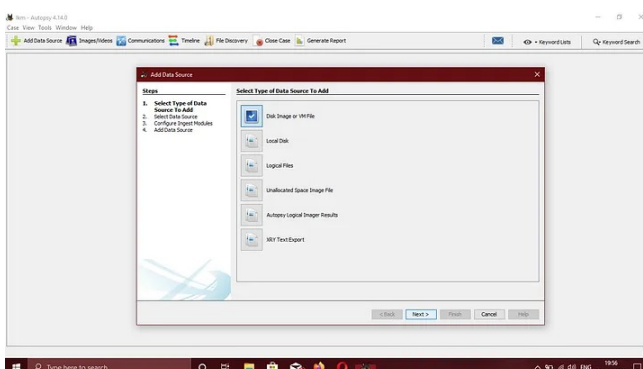 Ikm - Autopsy 4.14.0
Case View Tools Window Help
Add Data Source Images/Videos Communications Timeline File Discovery Close Case Generate Report Keyword Lists Keyword Search
Add Data Source
Steps
1. Select Type of Data Source To Add
2. Select Data Source
3. Configure Ingest Modules
4. Add Data Source
Select Type of Data Source To Add
Disk Image or VM File
Local Disk
Logical Files
Unallocated Space Image File
Autopsy Logical Imager Results
XRY Text Export
< Back Next > Finish Cancel Help
Type here to search
ENG
19:56